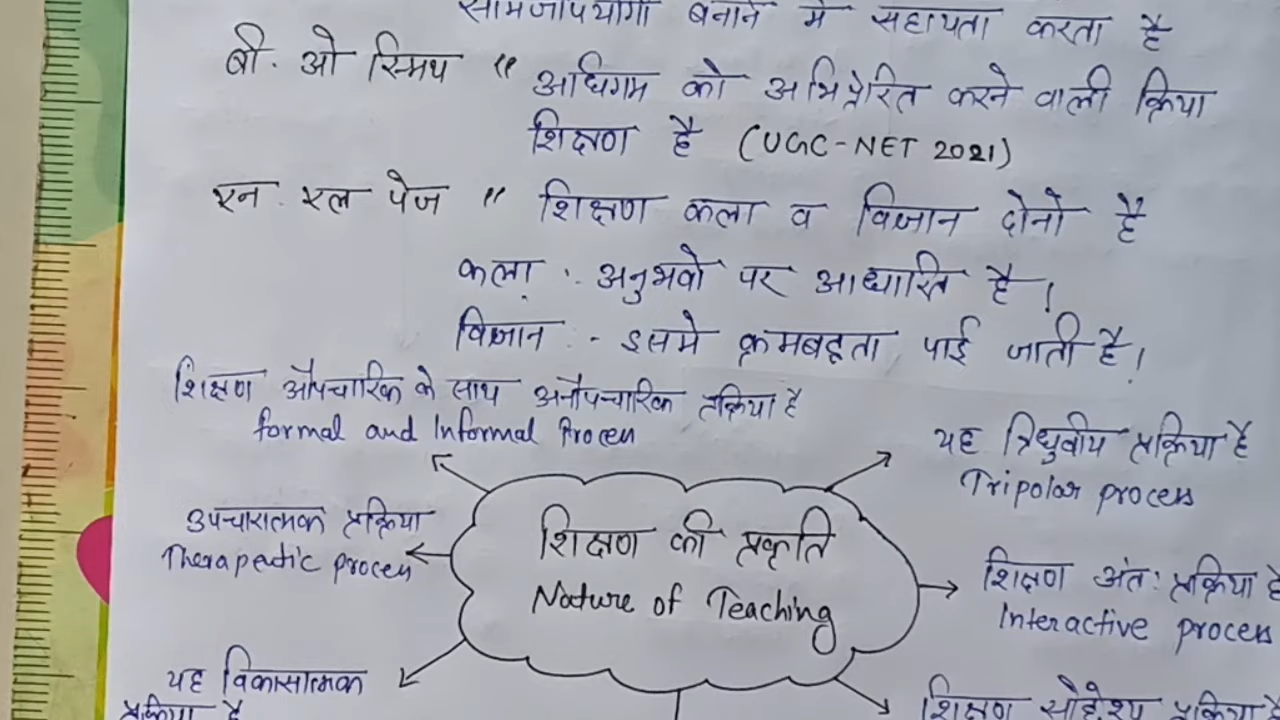 सामाजोपयोगी बनाने मे सहायता करता है
बी. ओ स्मिथ " अधिगम को अभिप्रेरित करने वाली क्रिया
शिक्षण है (UGC-NET 2021)
एन. एल पेज " शिक्षण कला व विज्ञान दोनो है
कला : अनुभवो पर आधारित है।
विज्ञान :- इसमे क्रमबद्धता पाई जाती है।
शिक्षण औपचारिक के साथ अनौपचारिक प्रक्रिया है
formal and Informal Process
यह त्रिध्रुवीय प्रक्रिया है
Tripolar process
उपचारात्मक प्रक्रिया
Therapeutic process
शिक्षण की प्रकृति
Nature of Teaching
शिक्षण अंत: प्रक्रिया है
Interactive process
यह विकासात्मक
प्रक्रिया है
शिक्षण सोद्देश्य प्रक्रिया है